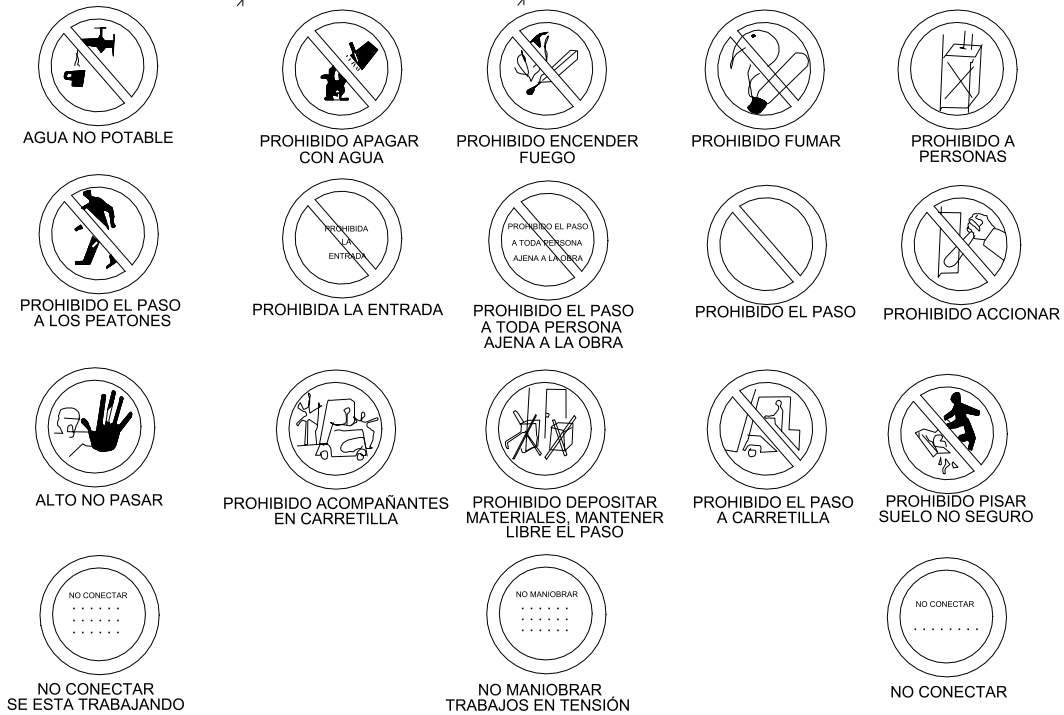 AGUA NO POTABLE
PROHIBIDO APAGAR
CON AGUA
PROHIBIDO ENCENDER
FUEGO
PROHIBIDO FUMAR
PROHIBIDO A
PERSONAS
PROHIBIDO EL PASO
A LOS PEATONES
PROHIBIDA
LA
ENTRADA
PROHIBIDA LA ENTRADA
PROHIBIDO EL PASO
A TODA PERSONA
AJENA A LA OBRA
PROHIBIDO EL PASO
A TODA PERSONA
AJENA A LA OBRA
PROHIBIDO EL PASO
PROHIBIDO ACCIONAR
ALTO NO PASAR
PROHIBIDO ACOMPAÑANTES
EN CARRETILLA
PROHIBIDO DEPOSITAR
MATERIALES, MANTENER
LIBRE EL PASO
PROHIBIDO EL PASO
A CARRETILLA
PROHIBIDO PISAR
SUELO NO SEGURO
NO CONECTAR
NO CONECTAR
SE ESTA TRABAJANDO
NO MANIOBRAR
NO MANIOBRAR
TRABAJOS EN TENSIÓN
NO CONECTAR
NO CONECTAR